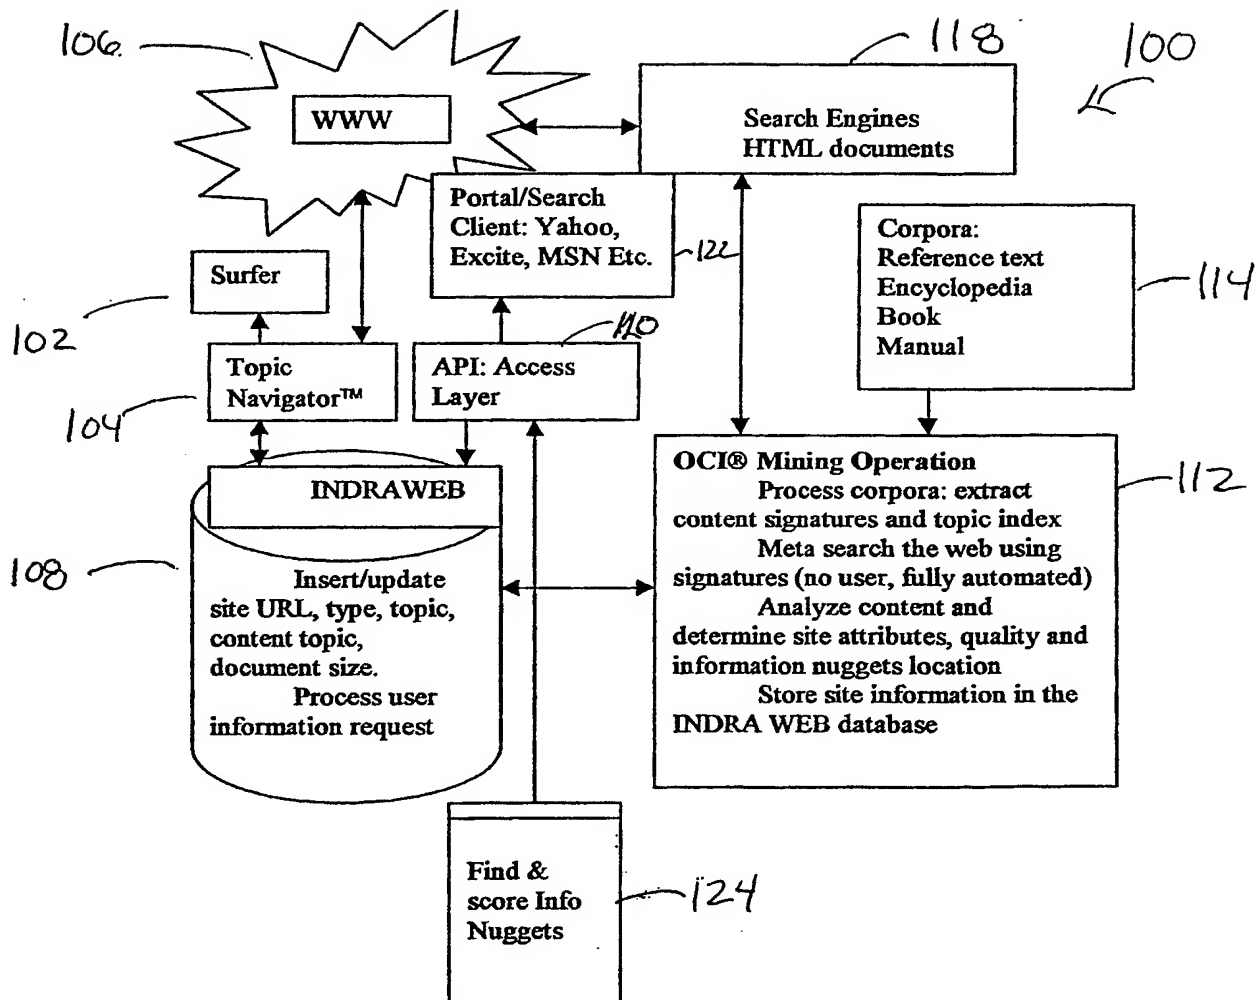 106.
118
100
WWW
Search Engines
HTML documents
Portal/Search
Client: Yahoo,
Excite, MSN Etc.
122
Corpora:
Reference text
Encyclopedia
Book
Manual
114
Surfer
102
Topic
Navigator™
104
API: Access
Layer
INDRAWEB
Insert/update
site URL, type, topic,
content topic,
document size.
Process user
information request
108
OCI® Mining Operation
Process corpora: extract
content signatures and topic index
Meta search the web using
signatures (no user, fully automated)
Analyze content and
determine site attributes, quality and
information nuggets location
Store site information in the
INDRA WEB database
112
Find &
score Info
Nuggets
124